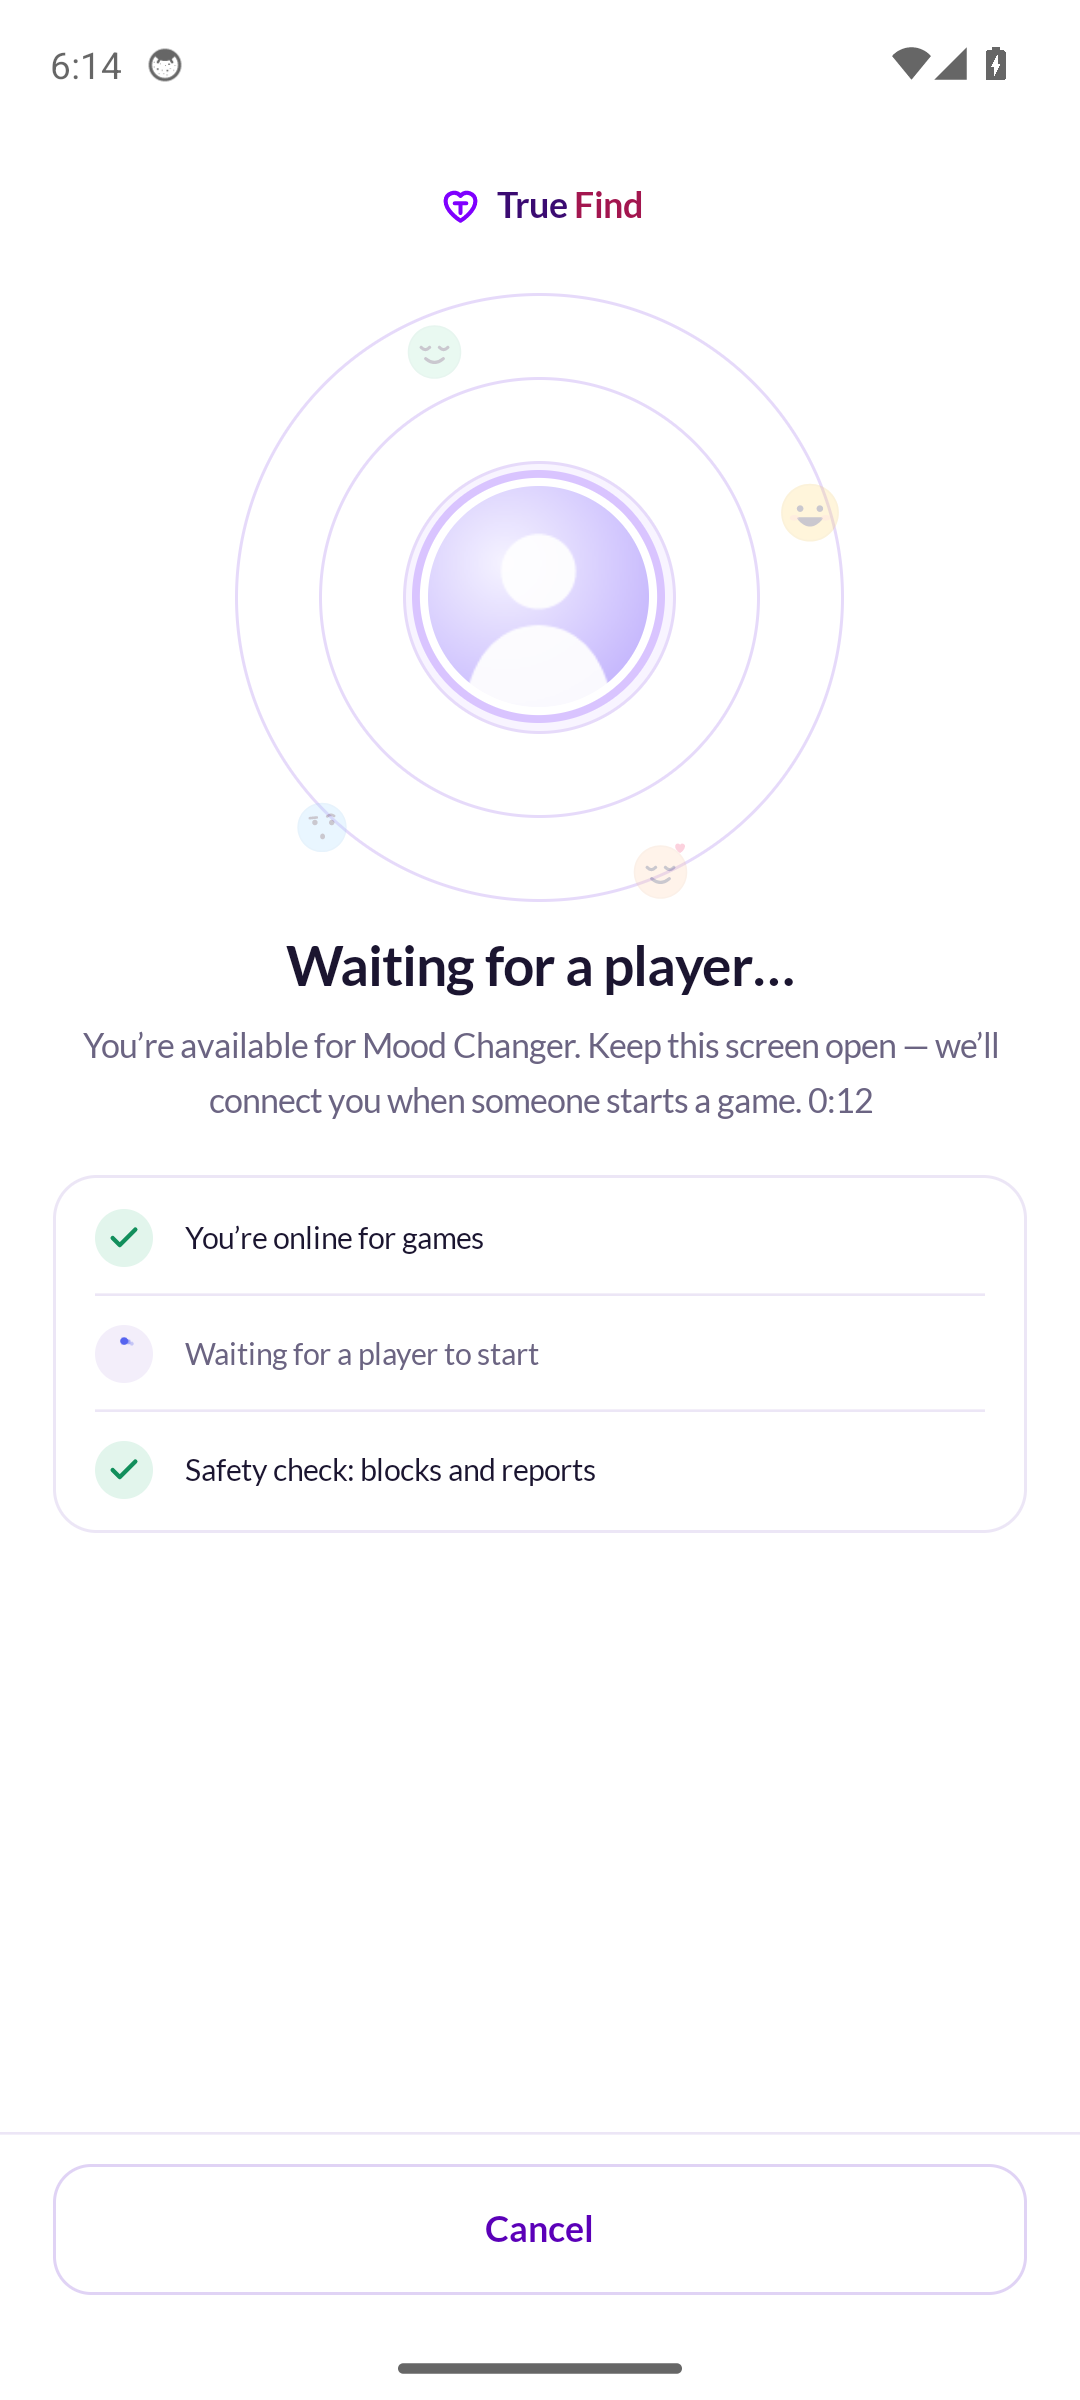 6:14
True Find
Waiting for a player...
You’re available for Mood Changer. Keep this screen open — we’ll
connect you when someone starts a game. 0:12
You’re online for games
Waiting for a player to start
Safety check: blocks and reports
Cancel